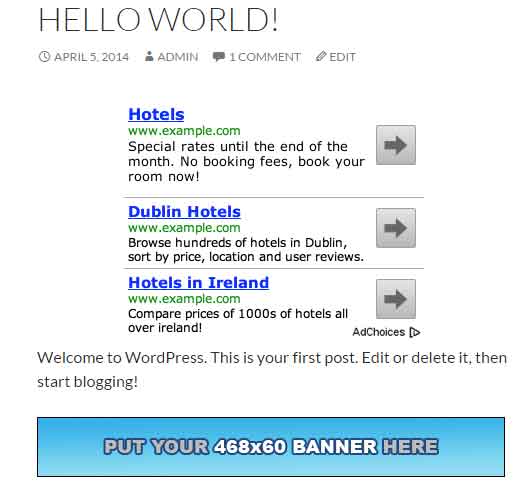 HELLO WORLD!
APRIL 5, 2014 ADMIN 1 COMMENT EDIT
Hotels
www.example.com
Special rates until the end of the
month. No booking fees, book your
room now!
Dublin Hotels
www.example.com
Browse hundreds of hotels in Dublin,
sort by price, location and user reviews.
Hotels in Ireland
www.example.com
Compare prices of 1000s of hotels all
over ireland!
AdChoices
Welcome to WordPress. This is your first post. Edit or delete it, then
start blogging!
PUT YOUR 468x60 BANNER HERE